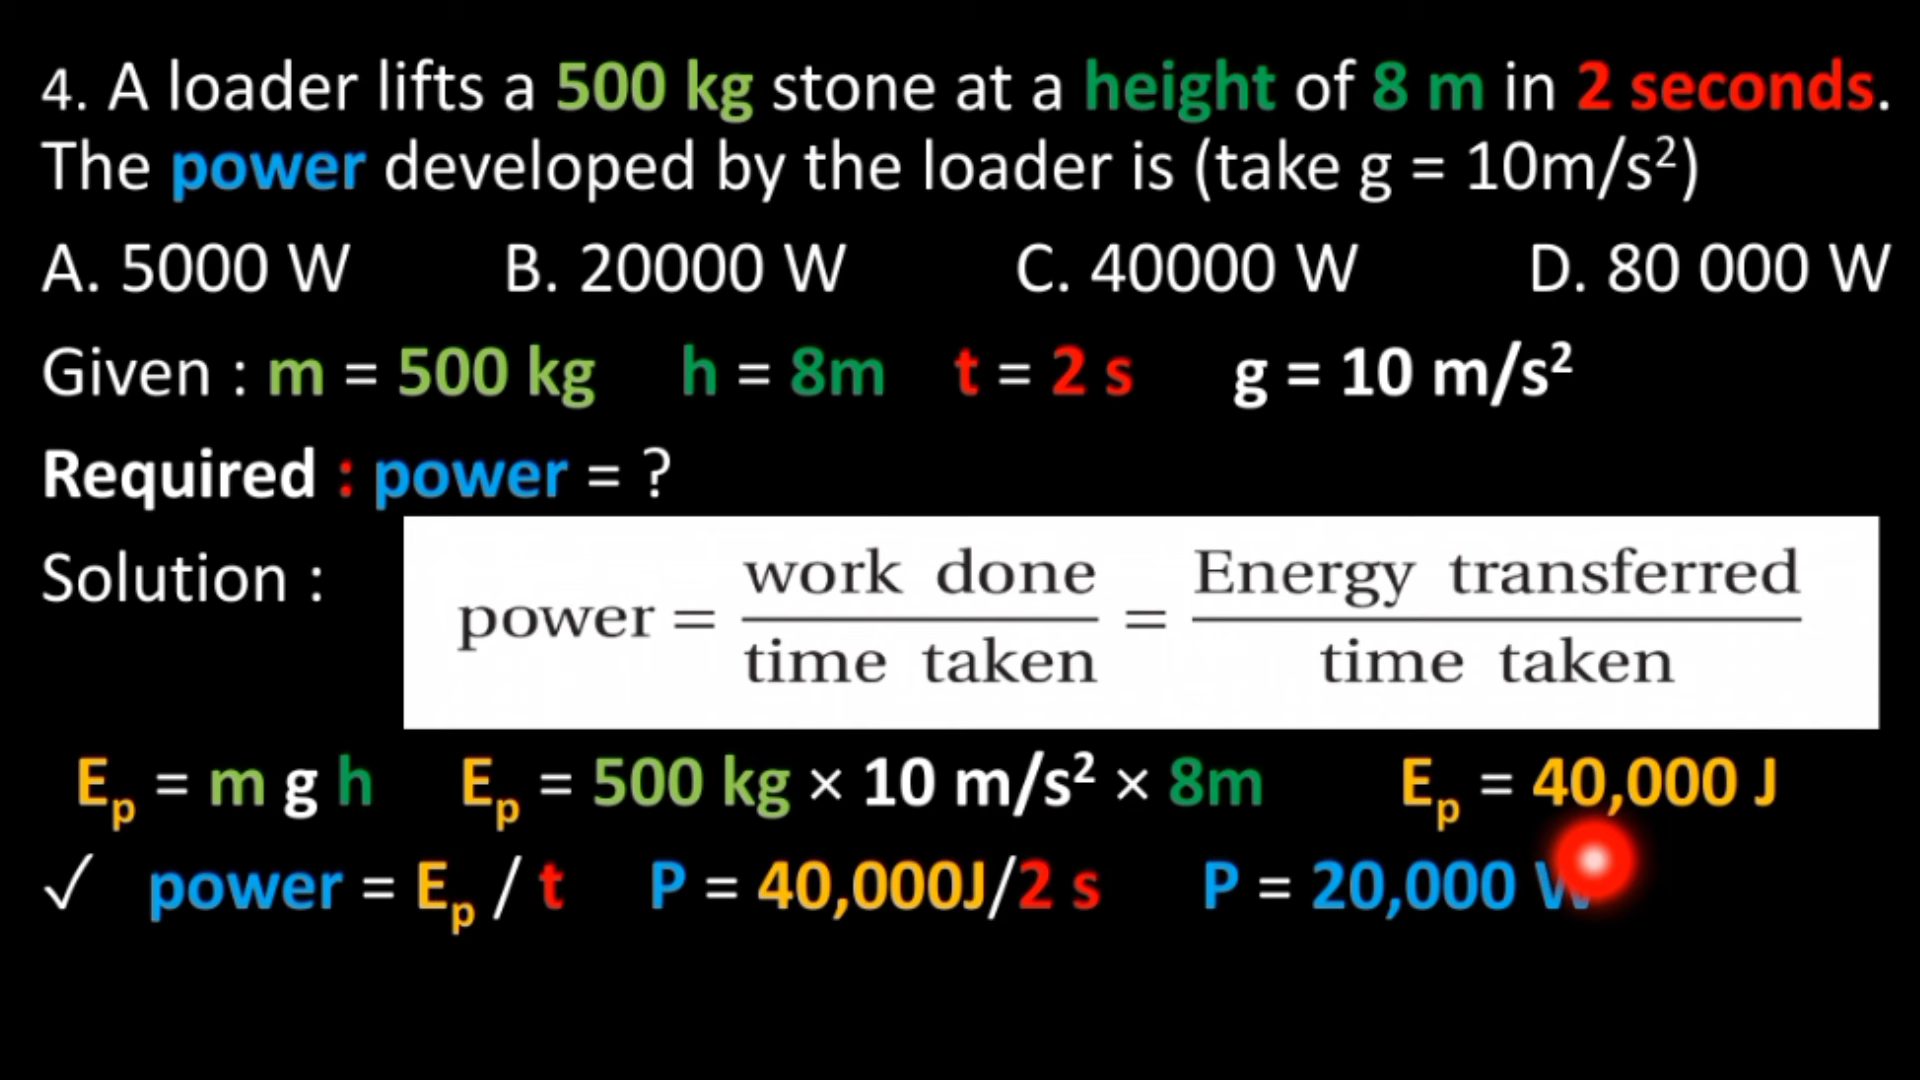 4. A loader lifts a 500 kg stone at a height of 8 m in 2 seconds.
The power developed by the loader is (take g = 10m/s²)
A. 5000 W B. 20000 W C. 40000 W D. 80 000 W
Given : m = 500 kg h = 8m t = 2 s g = 10 m/s²
Required : power = ?
Solution : power = work done / time taken = Energy transferred / time taken
Eₚ = m g h Eₚ = 500 kg × 10 m/s² × 8m Eₚ = 40,000 J
✓ power = Eₚ / t P = 40,000J/2 s P = 20,000 W